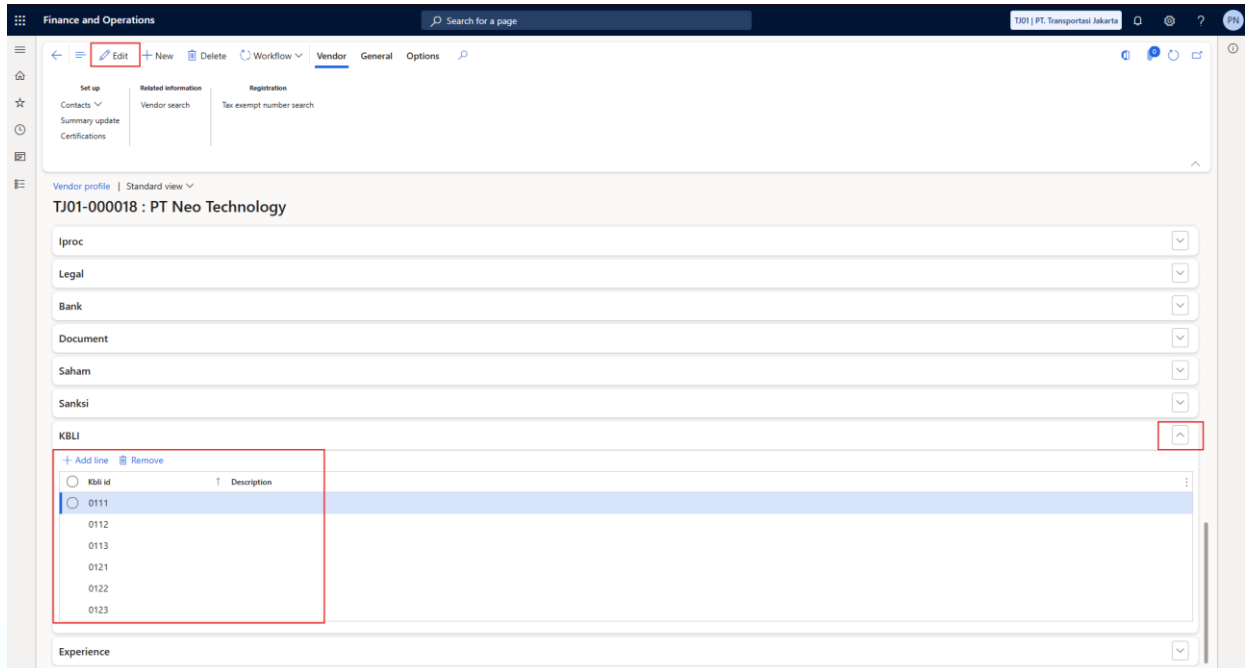 Finance and Operations
Search for a page
TJ01 | PT. Transportasi Jakarta
?
PN
Edit
New
Delete
Workflow
Vendor
General
Options
0
Set up
Related information
Registration
Contacts
Vendor search
Tax exempt number search
Summary update
Certifications
Vendor profile | Standard view
TJ01-000018 : PT Neo Technology
Iproc
Legal
Bank
Document
Saham
Sanksi
KBLI
Add line
Remove
Kbli id
Description
0111
0112
0113
0121
0122
0123
Experience